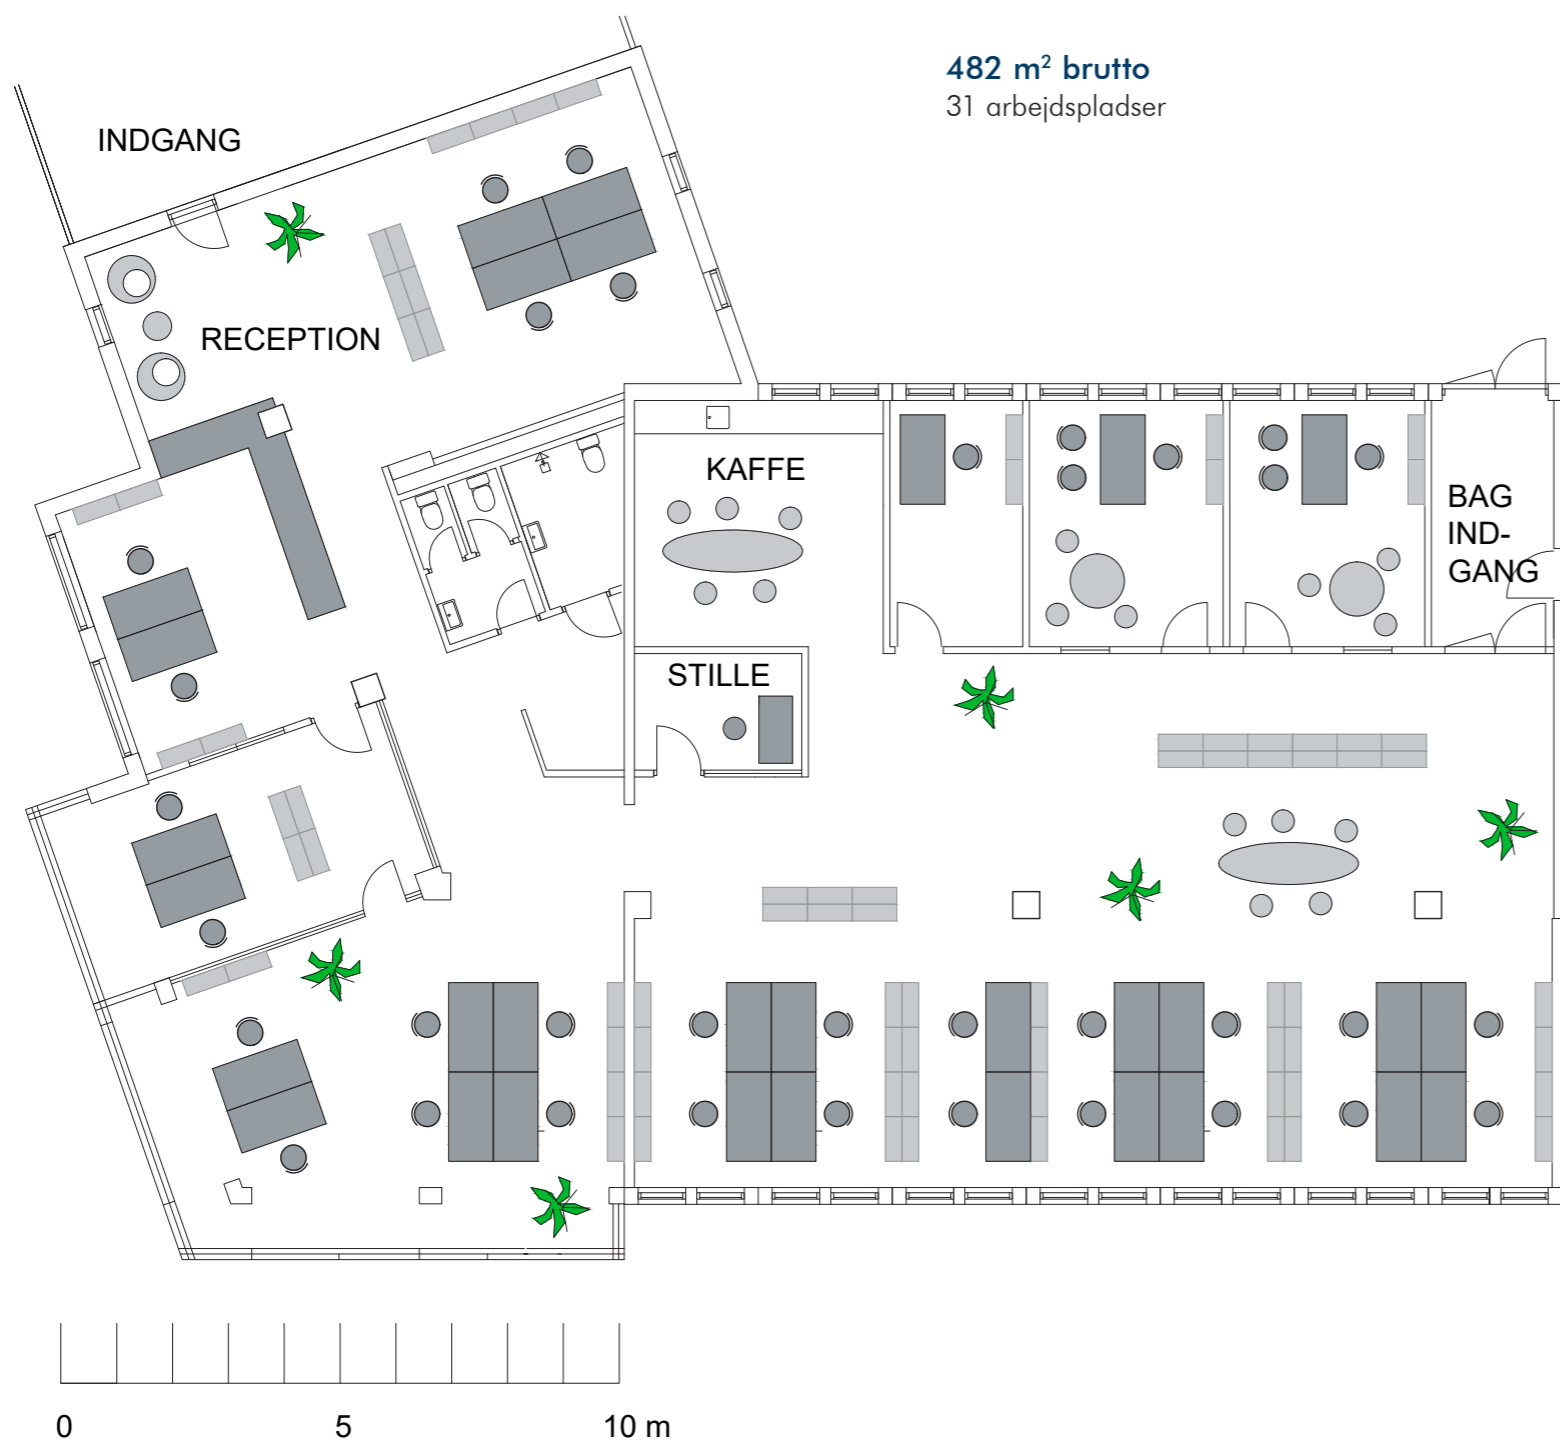 482 m² brutto
31 arbejdspladser
INDGANG
RECEPTION
KAFFE
BAG
IND-
GANG
STILLE
0 5 10 m